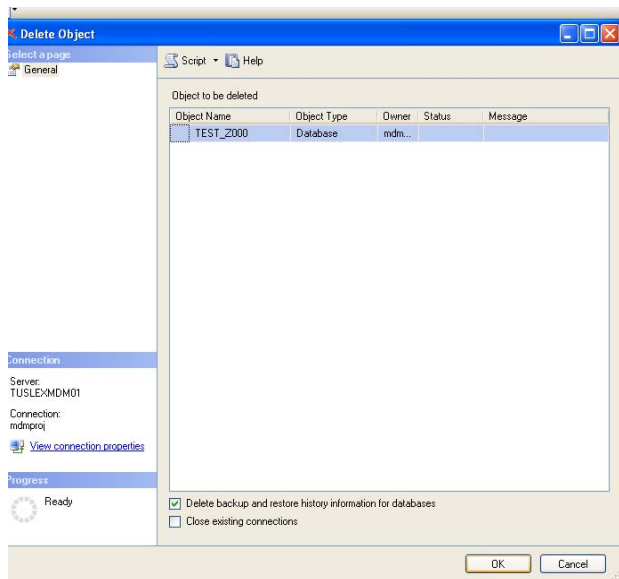 Delete Object
Select a page
General
Script Help
Object to be deleted
Object Name Object Type Owner Status Message
TEST_Z000 Database mdm...
Connection
Server:
TUSLEXMDM01
Connection:
mdmproj
View connection properties
Progress
Ready
Delete backup and restore history information for databases
Close existing connections
OK Cancel